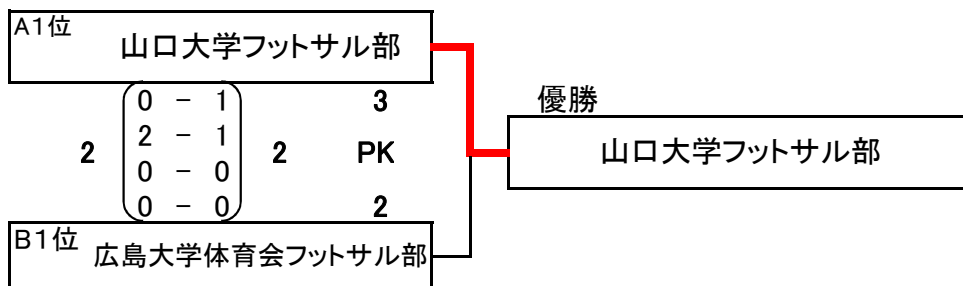 A1位
山口大学フットサル部
0 - 1 3
2 - 1
2 2 PK
0 - 0
0 - 0 2
B1位
広島大学体育会フットサル部
優勝
山口大学フットサル部